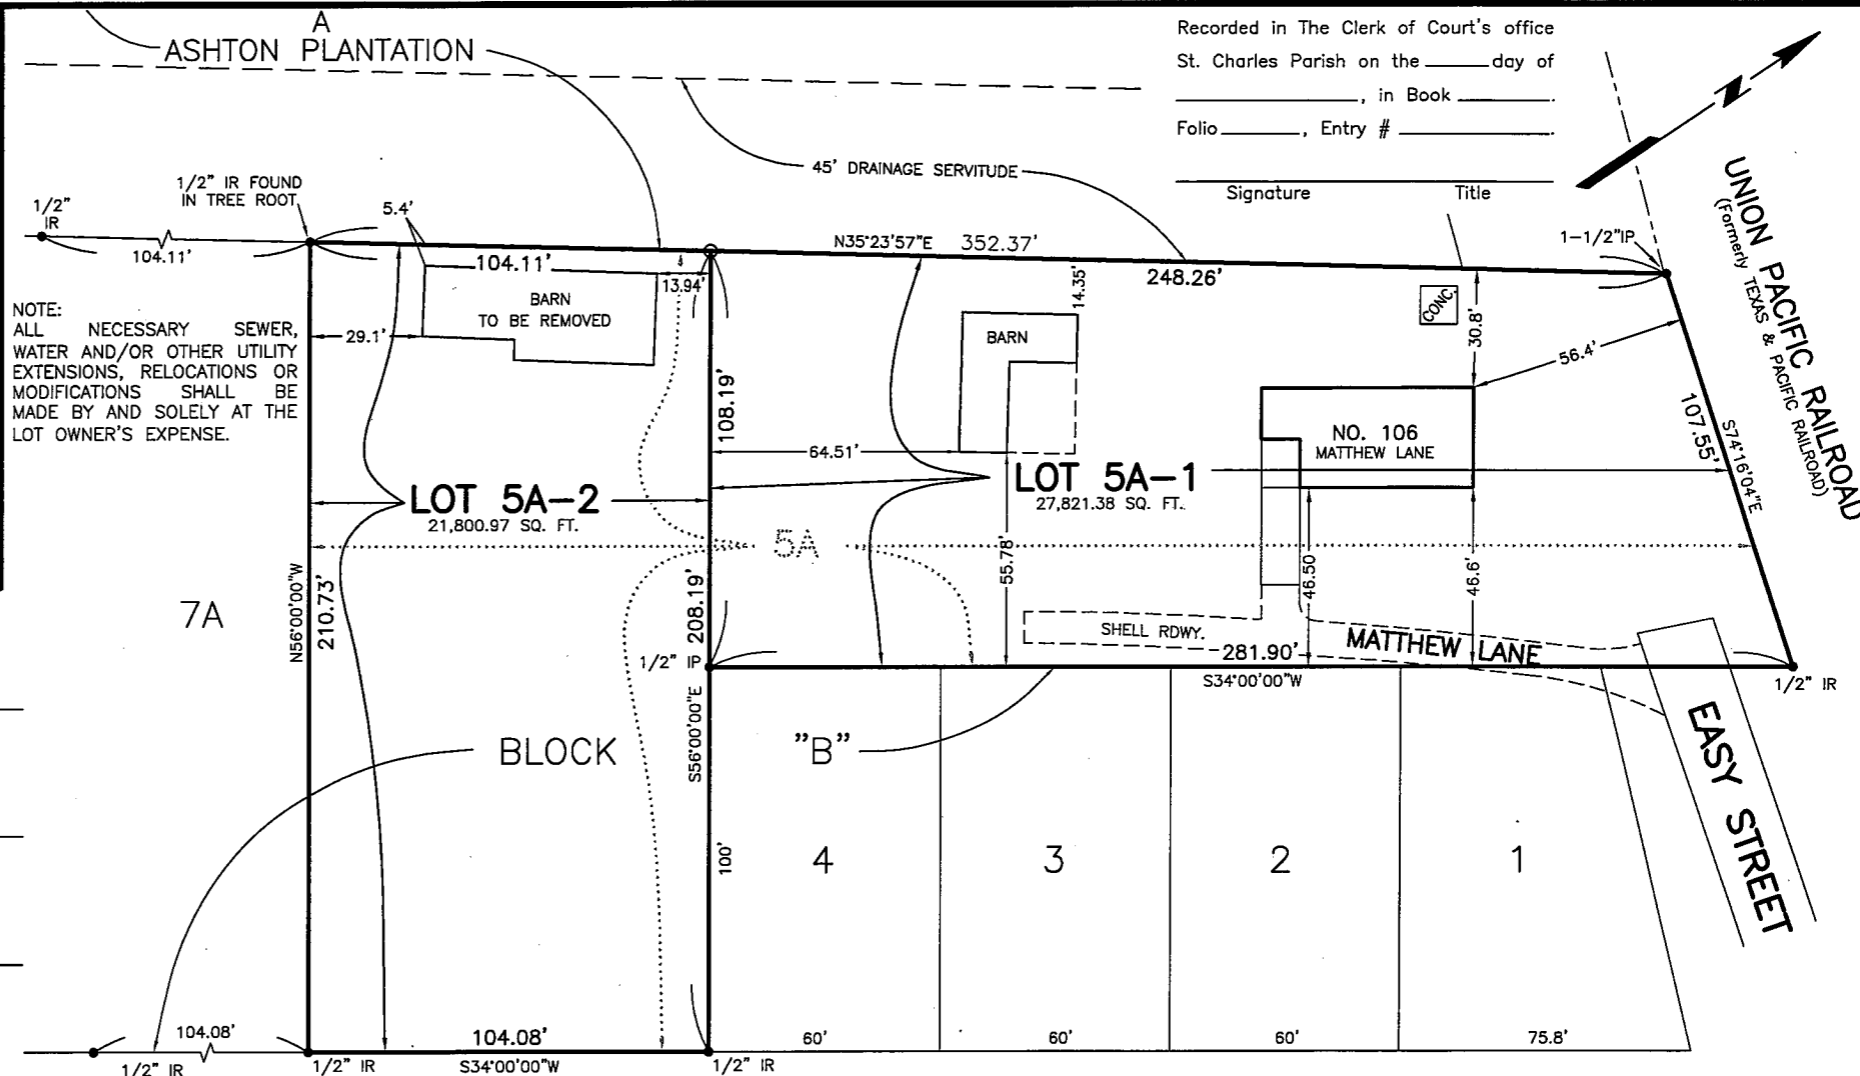 A
ASHTON PLANTATION
Recorded in The Clerk of Court's office
St. Charles Parish on the ______ day of
______, in Book ______.
Folio ______, Entry # ______.
Signature Title
N
45' DRAINAGE SERVITUDE
1/2" IR FOUND
IN TREE ROOT
1/2"
IR
104.11'
5.4'
104.11'
13.94'
BARN
TO BE REMOVED
29.1'
NOTE:
ALL NECESSARY SEWER,
WATER AND/OR OTHER UTILITY
EXTENSIONS, RELOCATIONS OR
MODIFICATIONS SHALL BE
MADE BY AND SOLELY AT THE
LOT OWNER'S EXPENSE.
N35°23'57"E 352.37'
248.26'
14.35'
BARN
CONC.
30.8'
1-1/2"IP
56.4'
UNION PACIFIC RAILROAD
(Formerly TEXAS & PACIFIC RAILROAD)
107.55'
S74°16'04"E
108.19'
64.51'
NO. 106
MATTHEW LANE
LOT 5A-2
21,800.97 SQ. FT.
LOT 5A-1
27,821.38 SQ. FT.
5A
55.78'
46.50
46.6'
7A
N56°00'00"W
210.73'
208.19'
SHELL RDWY.
MATTHEW LANE
281.90'
1/2" IP
S34°00'00"W
1/2" IR
S56°00'00"E
EASY STREET
BLOCK
"B"
100'
4
3
2
1
104.08'
104.08'
60'
60'
60'
75.8'
1/2" IR
1/2" IR
S34°00'00"W
1/2" IR